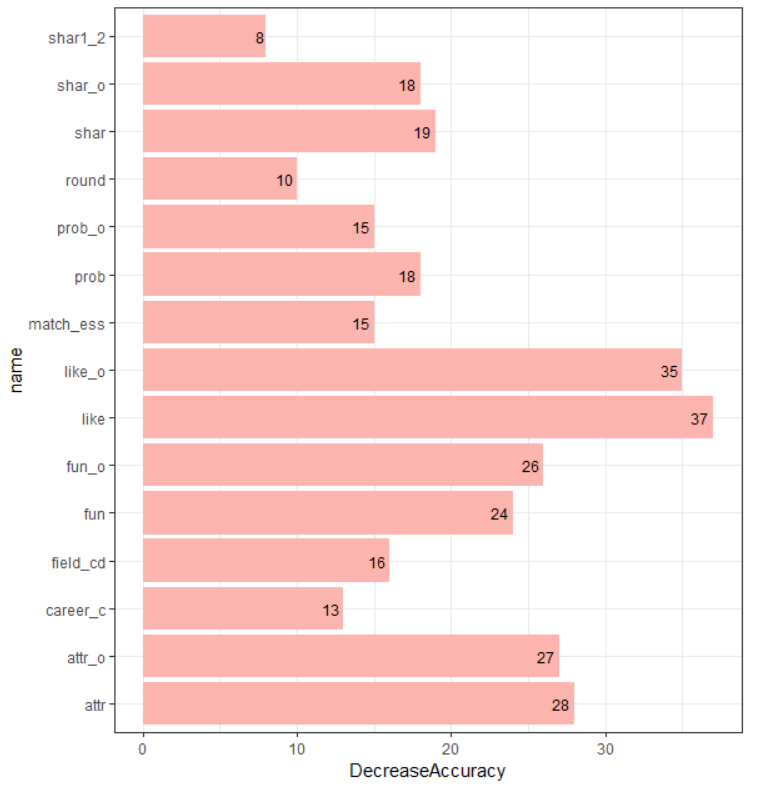 shar1_2 8
shar_o 18
shar 19
round 10
prob_o 15
prob 18
match_ess 15
like_o 35
like 37
fun_o 26
fun 24
field_cd 16
career_c 13
attr_o 27
attr 28
name
0 10 20 30
DecreaseAccuracy